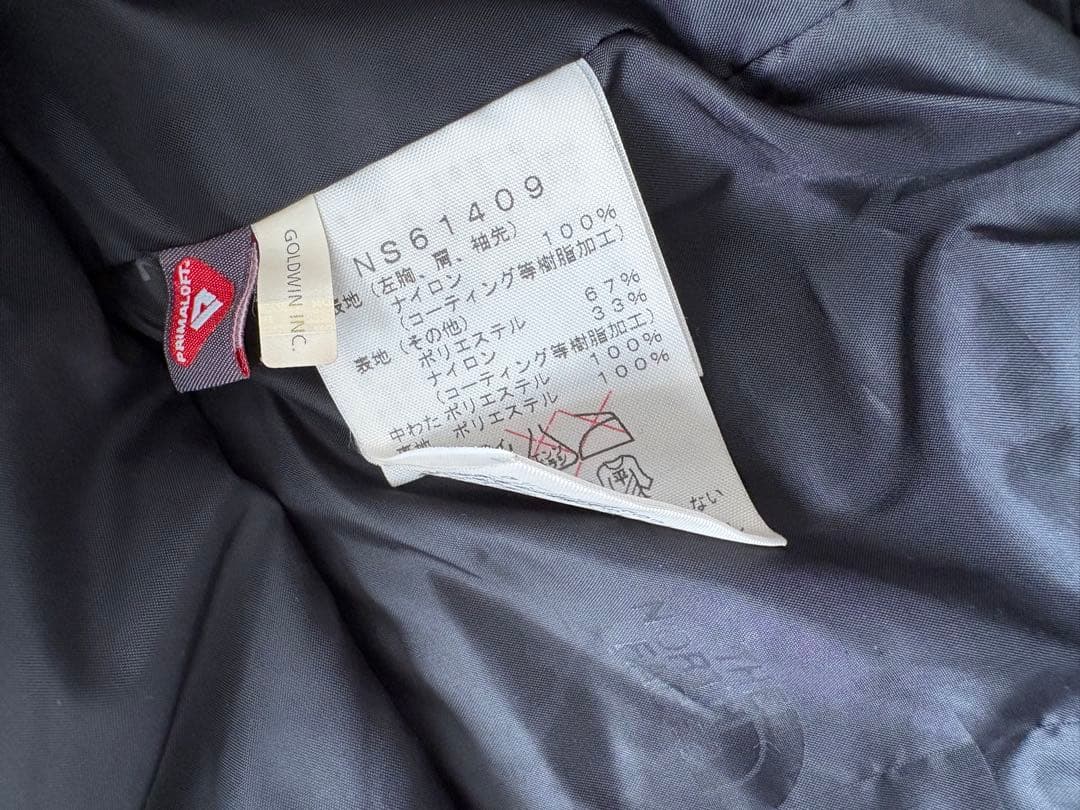 PRIMALOFT
GOLDWIN INC.
NS61409
表地(左胸、肩、袖先)
ナイロン 100%
(コーティング等樹脂加工)
表地(その他)
ポリエステル 67%
ナイロン 33%
(コーティング等樹脂加工)
中わた ポリエステル 100%
ポリエステル 100%
平
ない
THE
NORTH